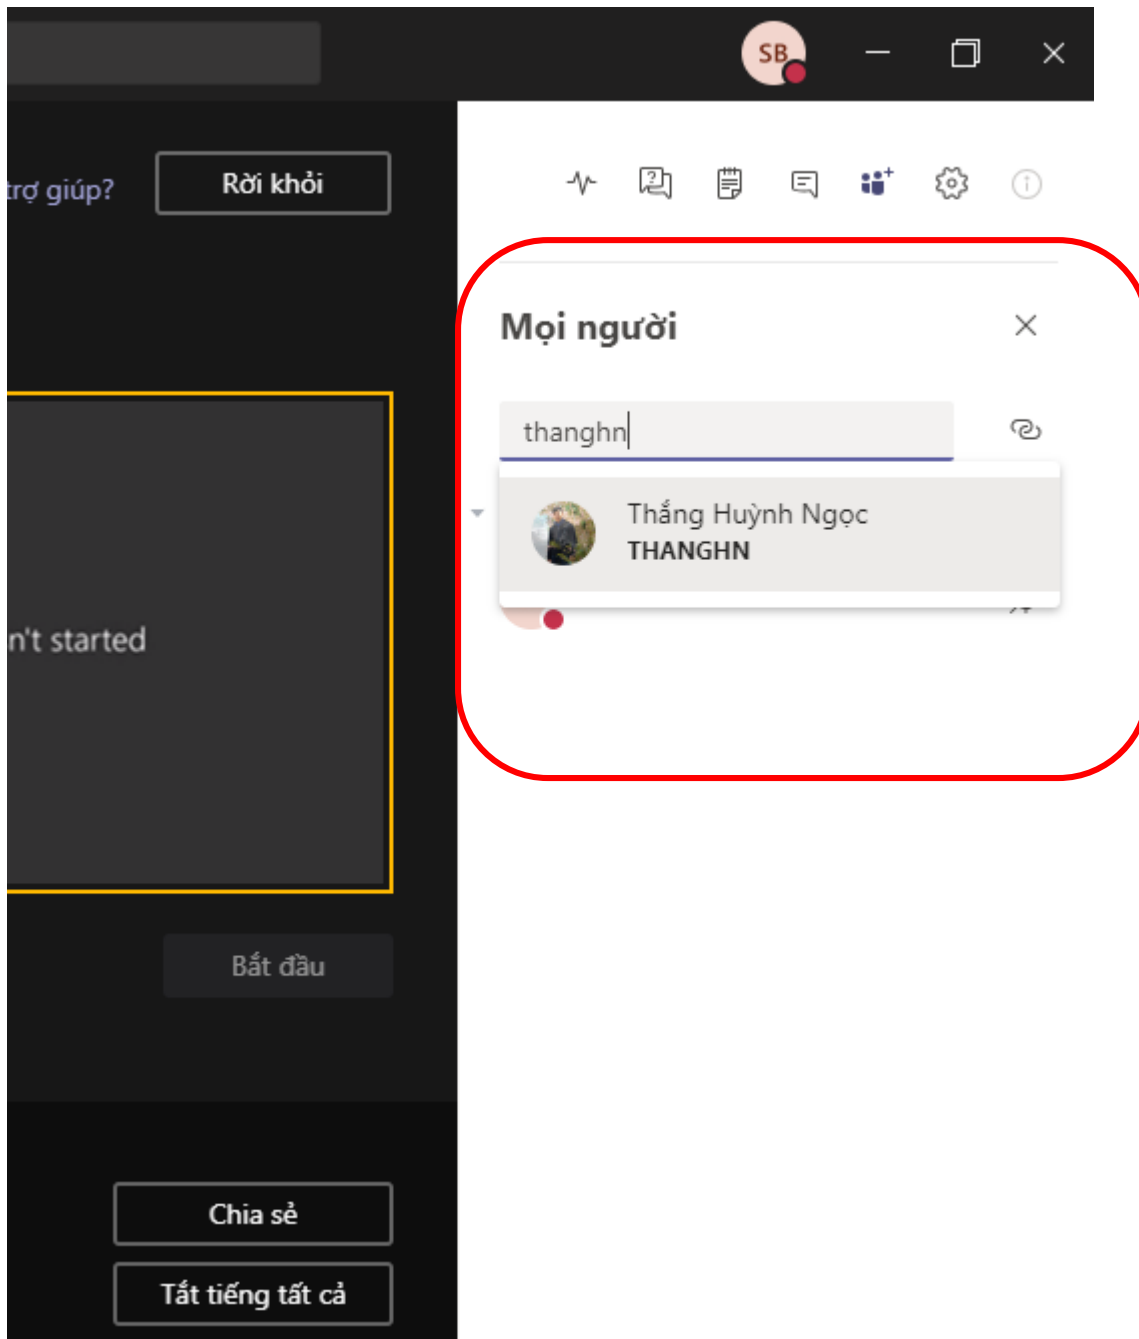 SB
trợ giúp?
Rời khỏi
Mọi người
thanghn
Thắng Huỳnh Ngọc
THANGHN
n't started
Bắt đầu
Chia sẻ
Tắt tiếng tất cả